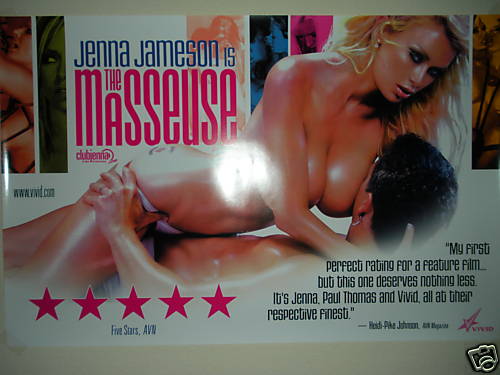 JENNA JAMESON IS
THE
MASSEUSE
clubjenna
www.vivid.com
"My first
perfect rating for a feature film...
but this one deserves nothing less.
It's Jenna, Paul Thomas and Vivid, all at their
respective finest."
— Heidi-Pike Johnson, AVN Magazine
Five Stars, AVN
VIVID